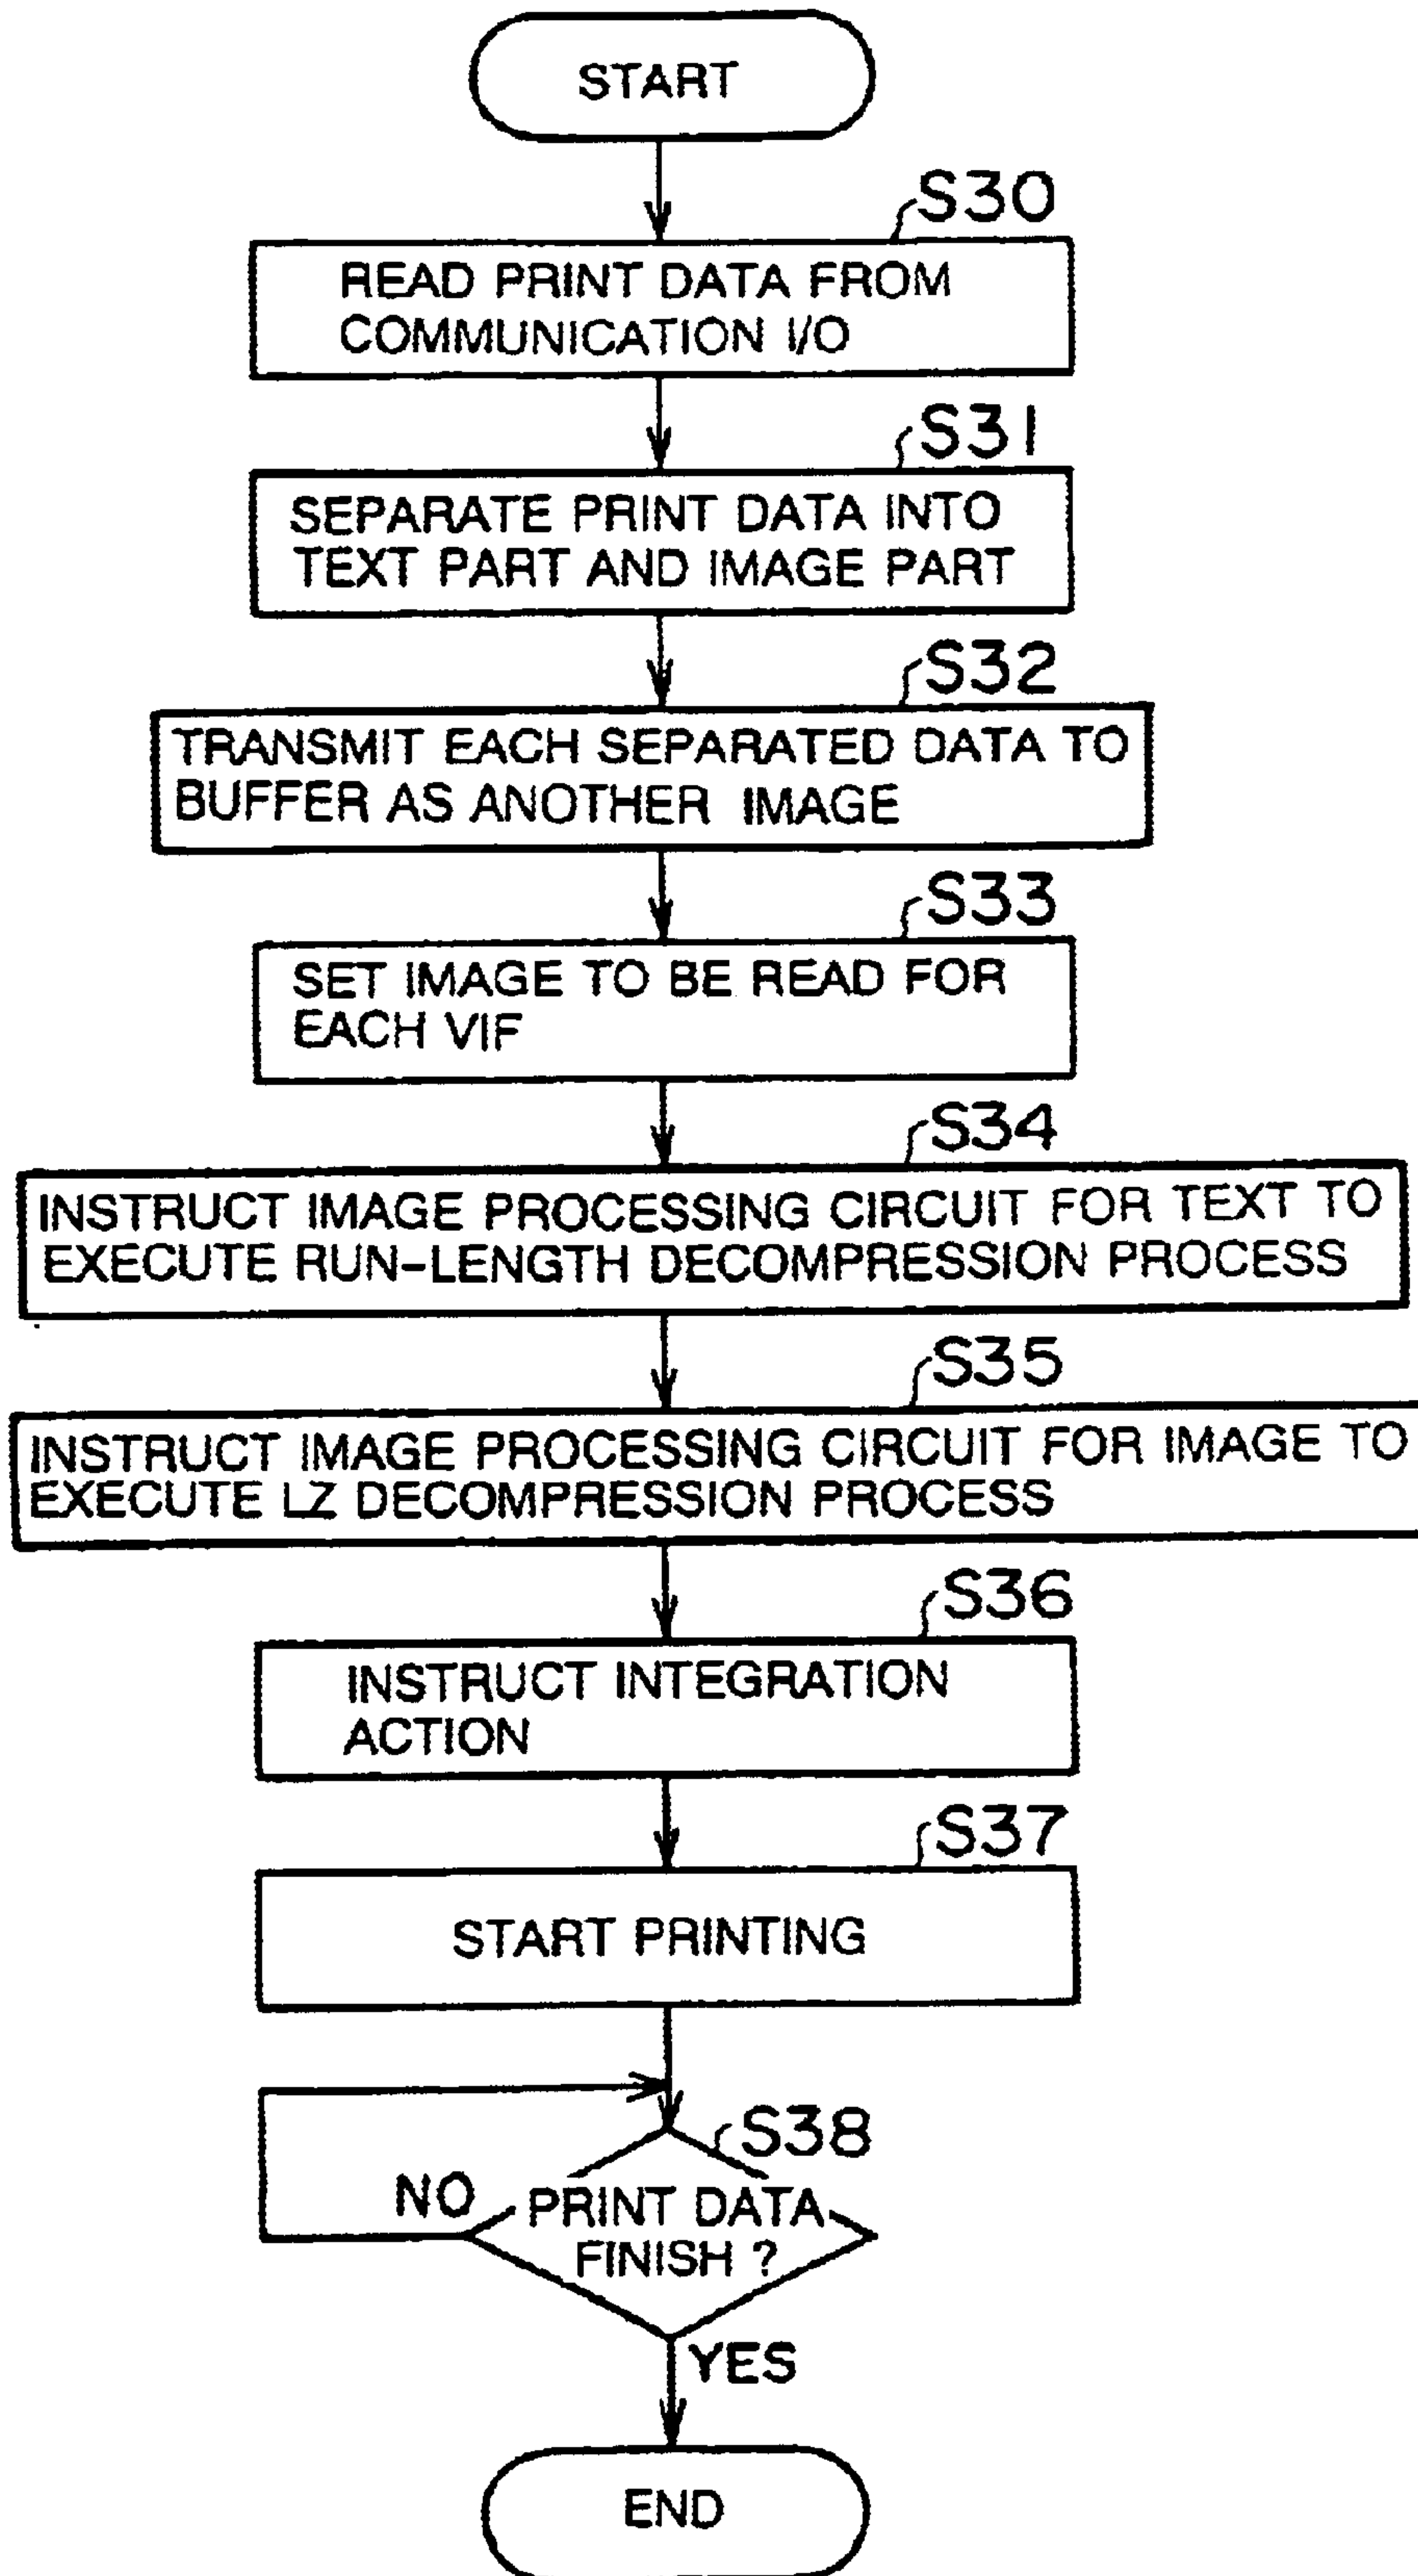 START
S30
READ PRINT DATA FROM
COMMUNICATION I/O
S31
SEPARATE PRINT DATA INTO
TEXT PART AND IMAGE PART
S32
TRANSMIT EACH SEPARATED DATA TO
BUFFER AS ANOTHER IMAGE
S33
SET IMAGE TO BE READ FOR
EACH VIF
S34
INSTRUCT IMAGE PROCESSING CIRCUIT FOR TEXT TO
EXECUTE RUN-LENGTH DECOMPRESSION PROCESS
S35
INSTRUCT IMAGE PROCESSING CIRCUIT FOR IMAGE TO
EXECUTE LZ DECOMPRESSION PROCESS
S36
INSTRUCT INTEGRATION
ACTION
S37
START PRINTING
S38
NO
PRINT DATA
FINISH ?
YES
END